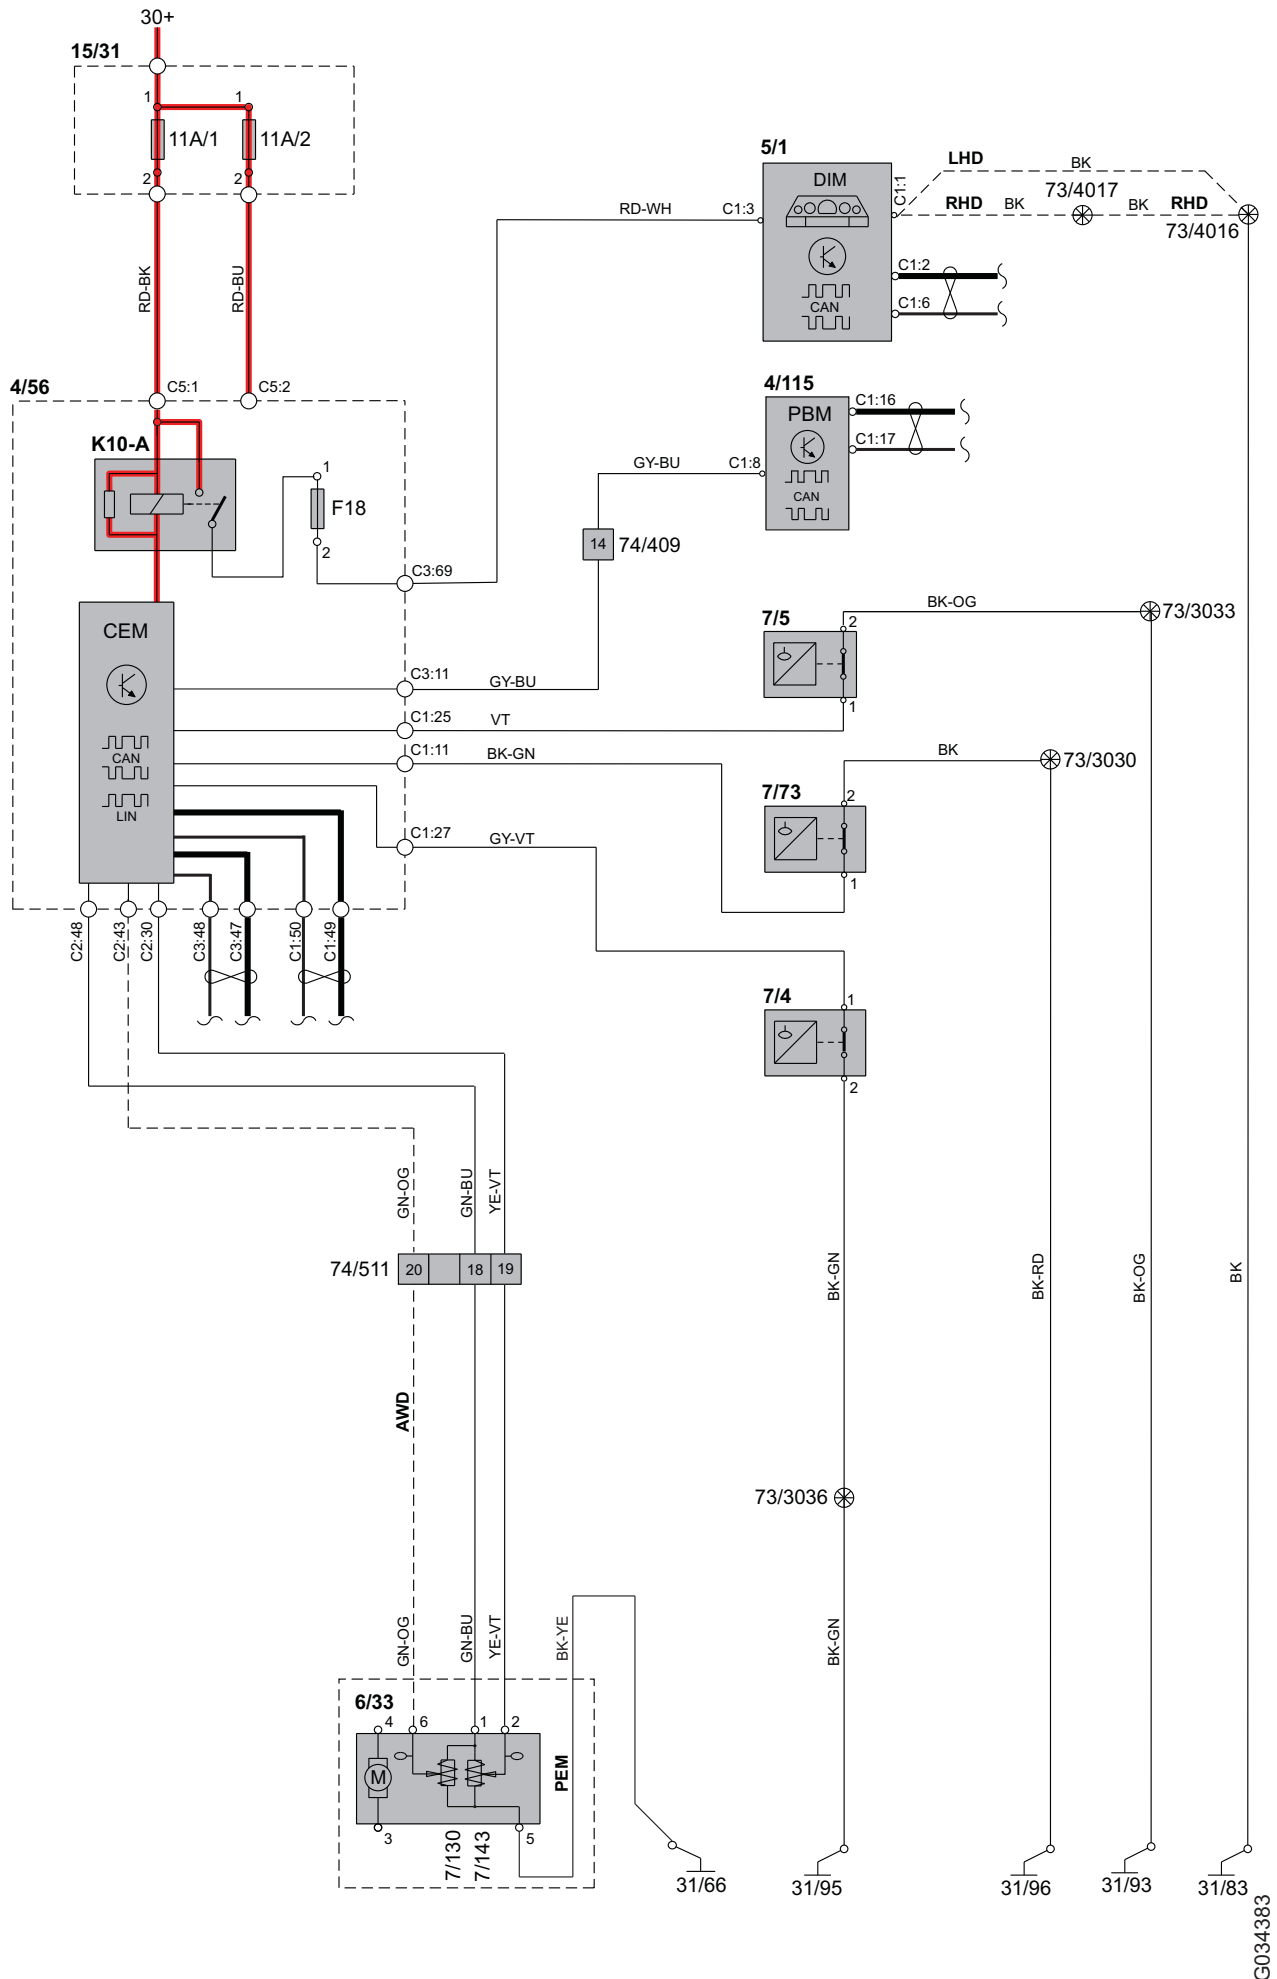 30+
15/31
1
1
11A/1
11A/2
2
2
RD-BK
RD-BU
5/1
DIM
CAN
C1:3
RD-WH
C1:1
LHD
BK
RHD
BK
73/4017
BK
RHD
73/4016
C1:2
C1:6
4/56
C5:1
C5:2
K10-A
1
F18
2
C3:69
4/115
PBM
CAN
C1:16
C1:17
GY-BU
C1:8
14
74/409
CEM
CAN
LIN
C3:11
GY-BU
C1:25
VT
C1:11
BK-GN
C1:27
GY-VT
7/5
2
1
BK-OG
73/3033
7/73
2
1
BK
73/3030
C2:48
C2:43
C2:30
C3:48
C3:47
C1:50
C1:49
7/4
1
2
GN-OG
GN-BU
YE-VT
74/511
20
18
19
BK-GN
BK-RD
BK-OG
BK
AWD
73/3036
GN-OG
GN-BU
YE-VT
BK-YE
BK-GN
6/33
4
6
1
2
M
3
5
7/130
7/143
PEM
31/66
31/95
31/96
31/93
31/83
G034383